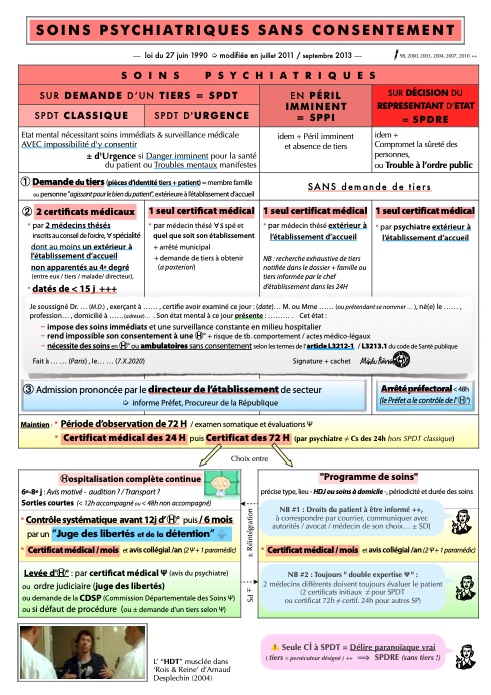 SOINS PSYCHIATRIQUES SANS CONSENTEMENT
— loi du 27 juin 1990 ➭ modifiée en juillet 2011 / septembre 2013 —
98, 2000, 2003, 2004, 2007, 2010 ++
SOINS PSYCHIATRIQUES
SUR DEMANDE D'UN TIERS = SPDT
EN PÉRIL IMMINENT = SPPI
SUR DÉCISION DU REPRESENTANT D'ETAT = SPDRE
SPDT CLASSIQUE
SPDT D'URGENCE
Etat mental nécessitant soins immédiats & surveillance médicale
AVEC impossibilité d'y consentir
± d'Urgence si Danger imminent pour la santé
du patient ou Troubles mentaux manifestes
idem + Péril imminent
et absence de tiers
idem +
Compromet la sûreté des
personnes,
ou Trouble à l'ordre public
① Demande du tiers (pièces d'identité tiers + patient) – membre famille
ou personne "agissant pour le bien du patient", extérieure à l'établissement d'accueil
SANS demande de tiers
② 2 certificats médicaux
* par 2 médecins thésés
inscrits au conseil de l'ordre, ∀ spécialité
dont au moins un extérieur à
l'établissement d'accueil
non apparentés au 4e degré
(entre eux / tiers / malade/ directeur),
* datés de < 15 j +++
1 seul certificat médical
* par médecin thésé ∀ spé et
quel que soit son établissement
+ arrêté municipal
+ demande de tiers à obtenir
(a posteriori)
1 seul certificat médical
* par médecin thésé extérieur à
l'établissement d'accueil
NB : recherche exhaustive de tiers
notifiée dans le dossier + famille ou
tiers informée par le chef
d'établissement dans les 24H
1 seul certificat médical
* par psychiatre extérieur à
l'établissement d'accueil
Je soussigné Dr. … (M.D.) , exerçant à …… , certifie avoir examiné ce jour : (date)… M. ou Mme …… (ou prétendant se nommer … ), né(e) le …… ,
profession… , domicilié à ……(adresse)… . Son état mental à ce jour présente : ……… . Cet état :
– impose des soins immédiats et une surveillance constante en milieu hospitalier
– rend impossible son consentement à une Ⓗ° + risque de tb. comportement / actes médico-légaux
– nécessite des soins en Ⓗ° ou ambulatoires sans consentement selon les termes de l'article L3212-1 / L3213.1 du code de Santé publique
Fait à …… (Paris) , le…… (7.X.2020)
Signature + cachet
③ Admission prononcée par le directeur de l'établissement de secteur
➭ informe Préfet, Procureur de la République
Arrêté préfectoral < 48h
(le Préfet a le contrôle de l'Ⓗ°)
Maintien : * Période d'observation de 72 H / examen somatique et évaluations Ψ
* Certificat médical des 24 H puis Certificat des 72 H (par psychiatre ≠ Cs des 24h hors SPDT classique)
Choix entre
Ⓗospitalisation complète continue
6e-8e j : Avis motivé - audition ? / Transport ?
Sorties courtes (< 12h accompagné ou < 48h non accompagné)
* Contrôle systématique avant 12j d'Ⓗ° puis / 6 mois
par un "Juge des libertés et de la détention"
* Certificat médical / mois et avis collégial /an (2Ψ + 1 paramédic)
Levée d'Ⓗ° : par certificat médical Ψ (avis du psychiatre)
ou ordre judiciaire (juge des libertés)
ou demande de la CDSP (Commission Départementale des Soins Ψ)
ou si défaut de procédure (ou ± demande d'un tiers selon Ψ)
± Réintégration
"Programme de soins"
précise type, lieu - HDJ ou soins à domicile -, périodicité et durée des soins
NB #1 : Droits du patient à être informé ++,
à correspondre par courrier, communiquer avec
autorités / avocat / médecin de son choix… ± SD)
* Certificat médical / mois et avis collégial /an (2Ψ + 1 paramédic)
NB #2 : Toujours " double expertise Ψ" :
2 médecins différents doivent toujours évaluer le patient
(2 certificats initiaux ≠ pour SPDT
ou certificat 72h ≠ certif. 24h pour autres SP)
L' "HDT" musclée dans
'Rois & Reine' d'Arnaud
Desplechin (2004)
⚠ Seule CÎ à SPDT = Délire paranoïaque vrai
( tiers = persécuteur désigné ) ++ ⟹ SPDRE (sans tiers !)